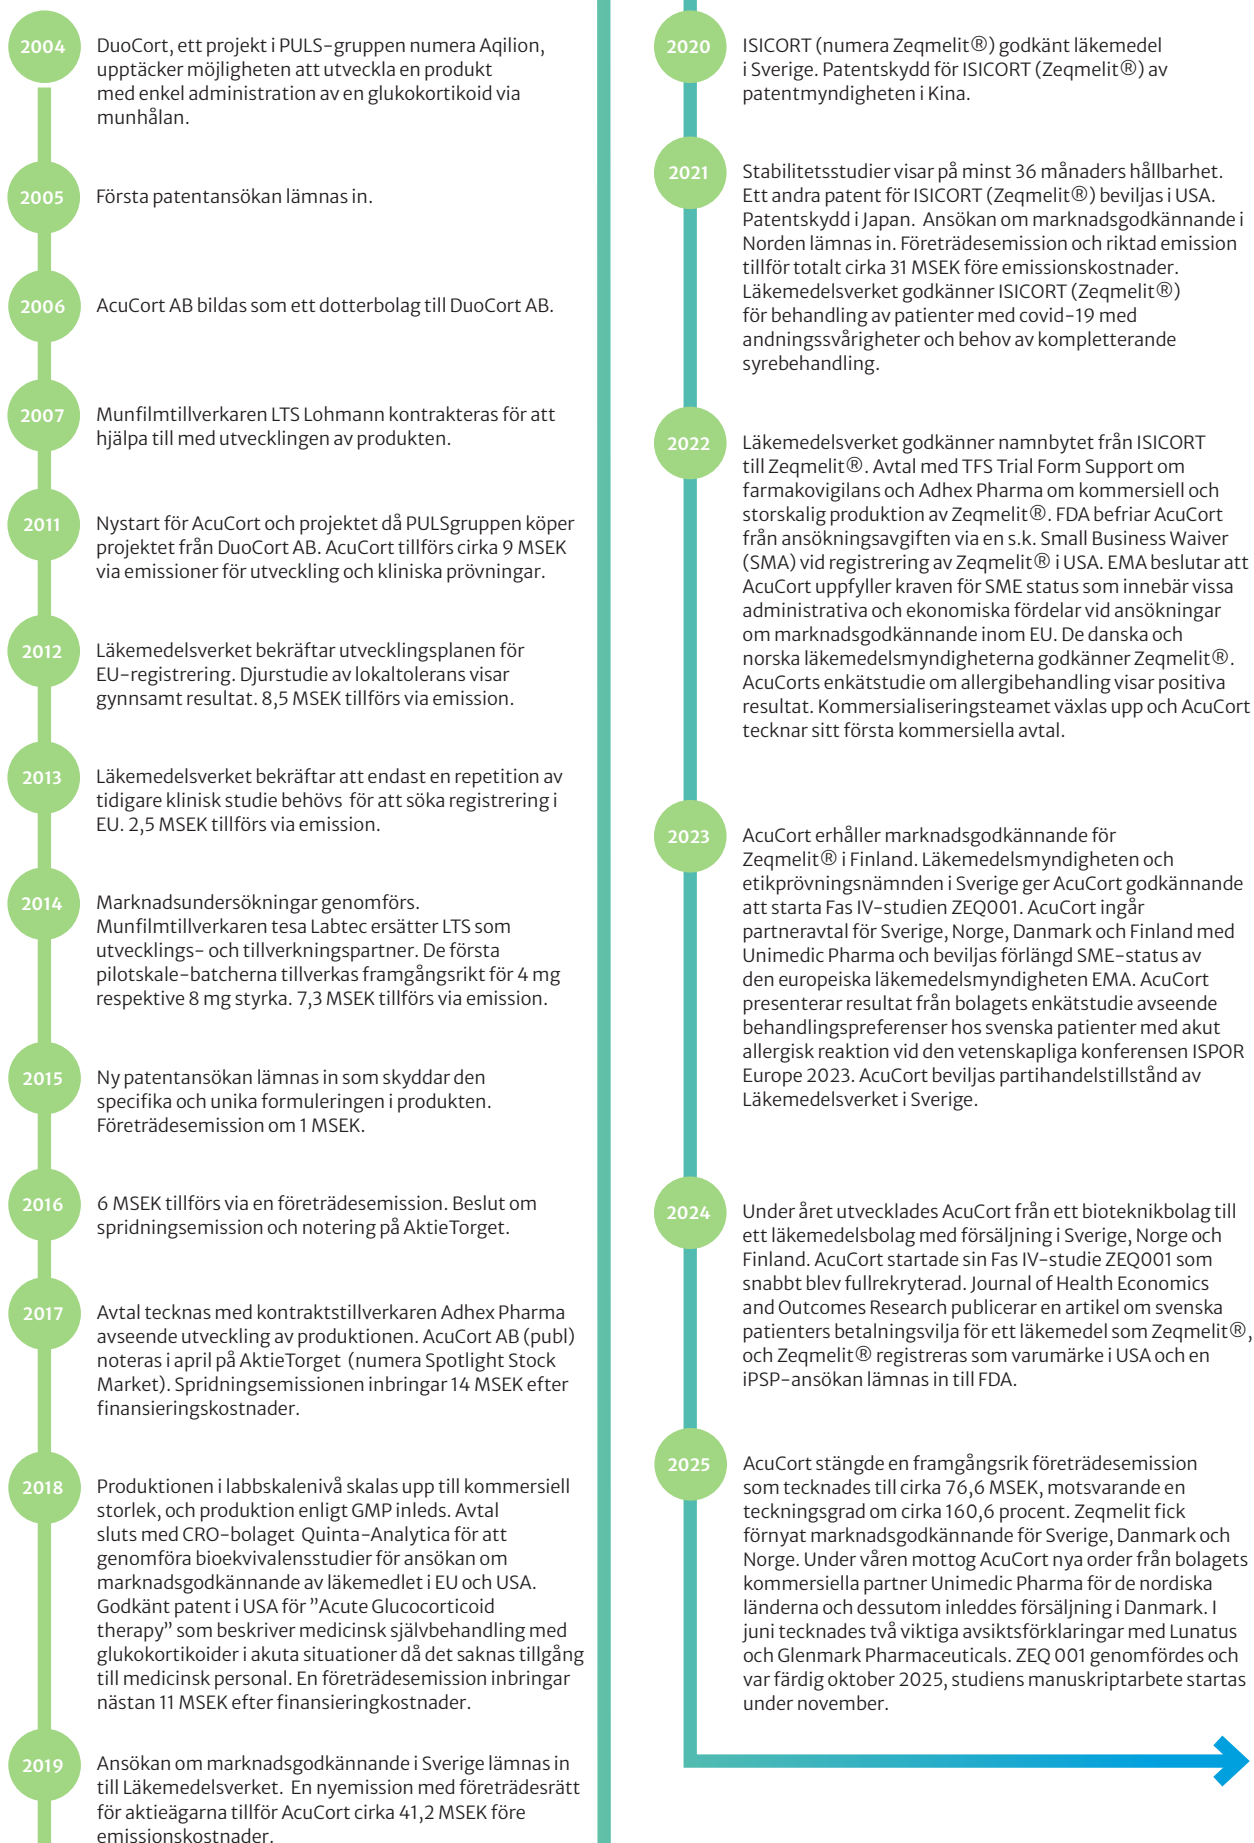 2004
DuoCort, ett projekt i PULS-gruppen numera Aqilion,
upptäcker möjligheten att utveckla en produkt
med enkel administration av en glukokortikoid via
munhålan.
2005
Första patentansökan lämnas in.
2006
AcuCort AB bildas som ett dotterbolag till DuoCort AB.
2007
Munfilmtillverkaren LTS Lohmann kontrakteras för att
hjälpa till med utvecklingen av produkten.
2011
Nystart för AcuCort och projektet då PULSgruppen köper
projektet från DuoCort AB. AcuCort tillförs cirka 9 MSEK
via emissioner för utveckling och kliniska prövningar.
2012
Läkemedelsverket bekräftar utvecklingsplanen för
EU-registrering. Djurstudie av lokaltolerans visar
gynnsamt resultat. 8,5 MSEK tillförs via emission.
2013
Läkemedelsverket bekräftar att endast en repetition av
tidigare klinisk studie behövs för att söka registrering i
EU. 2,5 MSEK tillförs via emission.
2014
Marknadsundersökningar genomförs.
Munfilmtillverkaren tesa Labtec ersätter LTS som
utvecklings- och tillverkningspartner. De första
pilotskale-batcherna tillverkas framgångsrikt för 4 mg
respektive 8 mg styrka. 7,3 MSEK tillförs via emission.
2015
Ny patentansökan lämnas in som skyddar den
specifika och unika formuleringen i produkten.
Företrädesemission om 1 MSEK.
2016
6 MSEK tillförs via en företrädesemission. Beslut om
spridningsemission och notering på AktieTorget.
2017
Avtal tecknas med kontraktstillverkaren Adhex Pharma
avseende utveckling av produktionen. AcuCort AB (publ)
noteras i april på AktieTorget (numera Spotlight Stock
Market). Spridningsemissionen inbringar 14 MSEK efter
finansieringskostnader.
2018
Produktionen i labbskalenivå skalas upp till kommersiell
storlek, och produktion enligt GMP inleds. Avtal
sluts med CRO-bolaget Quinta-Analytica för att
genomföra bioekvivalensstudier för ansökan om
marknadsgodkännande av läkemedlet i EU och USA.
Godkänt patent i USA för ”Acute Glucocorticoid
therapy” som beskriver medicinsk självbehandling med
glukokortikoider i akuta situationer då det saknas tillgång
till medicinsk personal. En företrädesemission inbringar
nästan 11 MSEK efter finansieringkostnader.
2019
Ansökan om marknadsgodkännande i Sverige lämnas in
till Läkemedelsverket. En nyemission med företrädesrätt
för aktieägarna tillför AcuCort cirka 41,2 MSEK före
emissionskostnader.
2020
ISICORT (numera Zeqmelit®) godkänt läkemedel
i Sverige. Patentskydd för ISICORT (Zeqmelit®) av
patentmyndigheten i Kina.
2021
Stabilitetsstudier visar på minst 36 månaders hållbarhet.
Ett andra patent för ISICORT (Zeqmelit®) beviljas i USA.
Patentskydd i Japan. Ansökan om marknadsgodkännande i
Norden lämnas in. Företrädesemission och riktad emission
tillför totalt cirka 31 MSEK före emissionskostnader.
Läkemedelsverket godkänner ISICORT (Zeqmelit®)
för behandling av patienter med covid-19 med
andningssvårigheter och behov av kompletterande
syrebehandling.
2022
Läkemedelsverket godkänner namnbytet från ISICORT
till Zeqmelit®. Avtal med TFS Trial Form Support om
farmakovigilans och Adhex Pharma om kommersiell och
storskalig produktion av Zeqmelit®. FDA befriar AcuCort
från ansökningsavgiften via en s.k. Small Business Waiver
(SMA) vid registrering av Zeqmelit® i USA. EMA beslutar att
AcuCort uppfyller kraven för SME status som innebär vissa
administrativa och ekonomiska fördelar vid ansökningar
om marknadsgodkännande inom EU. De danska och
norska läkemedelsmyndigheterna godkänner Zeqmelit®.
AcuCorts enkätstudie om allergibehandling visar positiva
resultat. Kommersialiseringsteamet växlas upp och AcuCort
tecknar sitt första kommersiella avtal.
2023
AcuCort erhåller marknadsgodkännande för
Zeqmelit® i Finland. Läkemedelsmyndigheten och
etikprövningsnämnden i Sverige ger AcuCort godkännande
att starta Fas IV-studien ZEQ001. AcuCort ingår
partneravtal för Sverige, Norge, Danmark och Finland med
Unimedic Pharma och beviljas förlängd SME-status av
den europeiska läkemedelsmyndigheten EMA. AcuCort
presenterar resultat från bolagets enkätstudie avseende
behandlingspreferenser hos svenska patienter med akut
allergisk reaktion vid den vetenskapliga konferensen ISPOR
Europe 2023. AcuCort beviljas partihandelstillstånd av
Läkemedelsverket i Sverige.
2024
Under året utvecklades AcuCort från ett bioteknikbolag till
ett läkemedelsbolag med försäljning i Sverige, Norge och
Finland. AcuCort startade sin Fas IV-studie ZEQ001 som
snabbt blev fullrekryterad. Journal of Health Economics
and Outcomes Research publicerar en artikel om svenska
patienters betalningsvilja för ett läkemedel som Zeqmelit®,
och Zeqmelit® registreras som varumärke i USA och en
iPSP-ansökan lämnas in till FDA.
2025
AcuCort stängde en framgångsrik företrädesemission
som tecknades till cirka 76,6 MSEK, motsvarande en
teckningsgrad om cirka 160,6 procent. Zeqmelit fick
förnyat marknadsgodkännande för Sverige, Danmark och
Norge. Under våren mottog AcuCort nya order från bolagets
kommersiella partner Unimedic Pharma för de nordiska
länderna och dessutom inleddes försäljning i Danmark. I
juni tecknades två viktiga avsiktsförklaringar med Lunatus
och Glenmark Pharmaceuticals. ZEQ 001 genomfördes och
var färdig oktober 2025, studiens manuskriptarbete startas
under november.